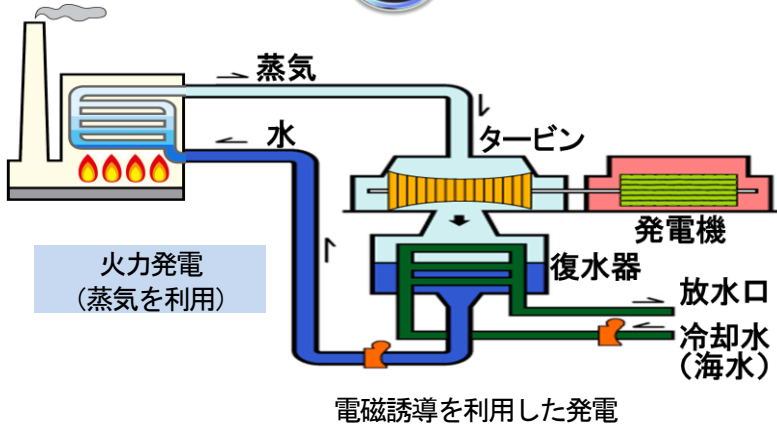 蒸気
水
タービン
発電機
火力発電
（蒸気を利用）
復水器
放水口
冷却水
（海水）
電磁誘導を利用した発電